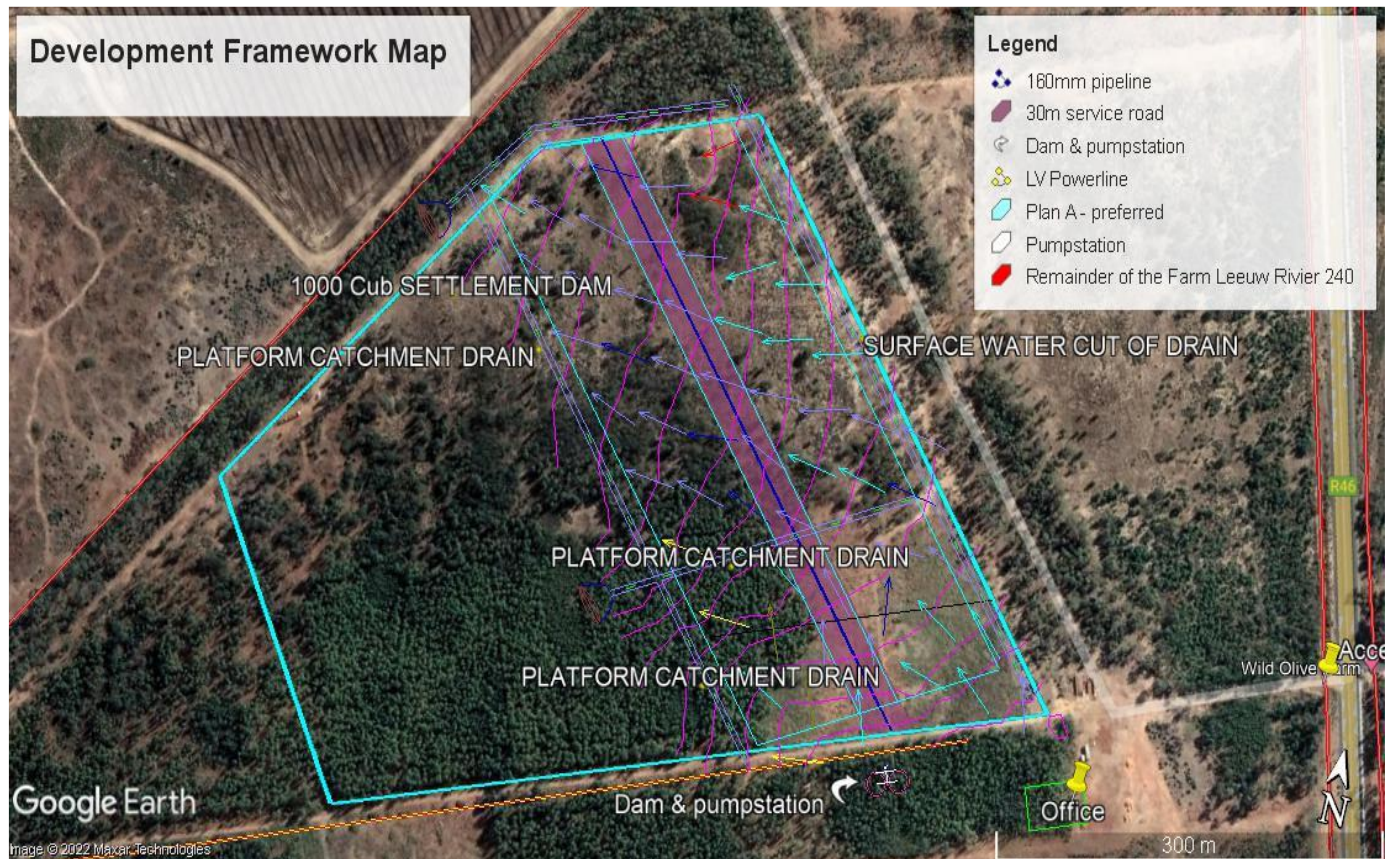 Development Framework Map
Legend
160mm pipeline
30m service road
Dam & pumpstation
LV Powerline
Plan A - preferred
Pumpstation
Remainder of the Farm Leeuw Rivier 240
1000 Cub SETTLEMENT DAM
PLATFORM CATCHMENT DRAIN
SURFACE WATER CUT OF DRAIN
R46
PLATFORM CATCHMENT DRAIN
Acce
Wild Olive Farm
PLATFORM CATCHMENT DRAIN
Dam & pumpstation
Office
Google Earth
N
300 m
Image © 2022 Maxar Technologies